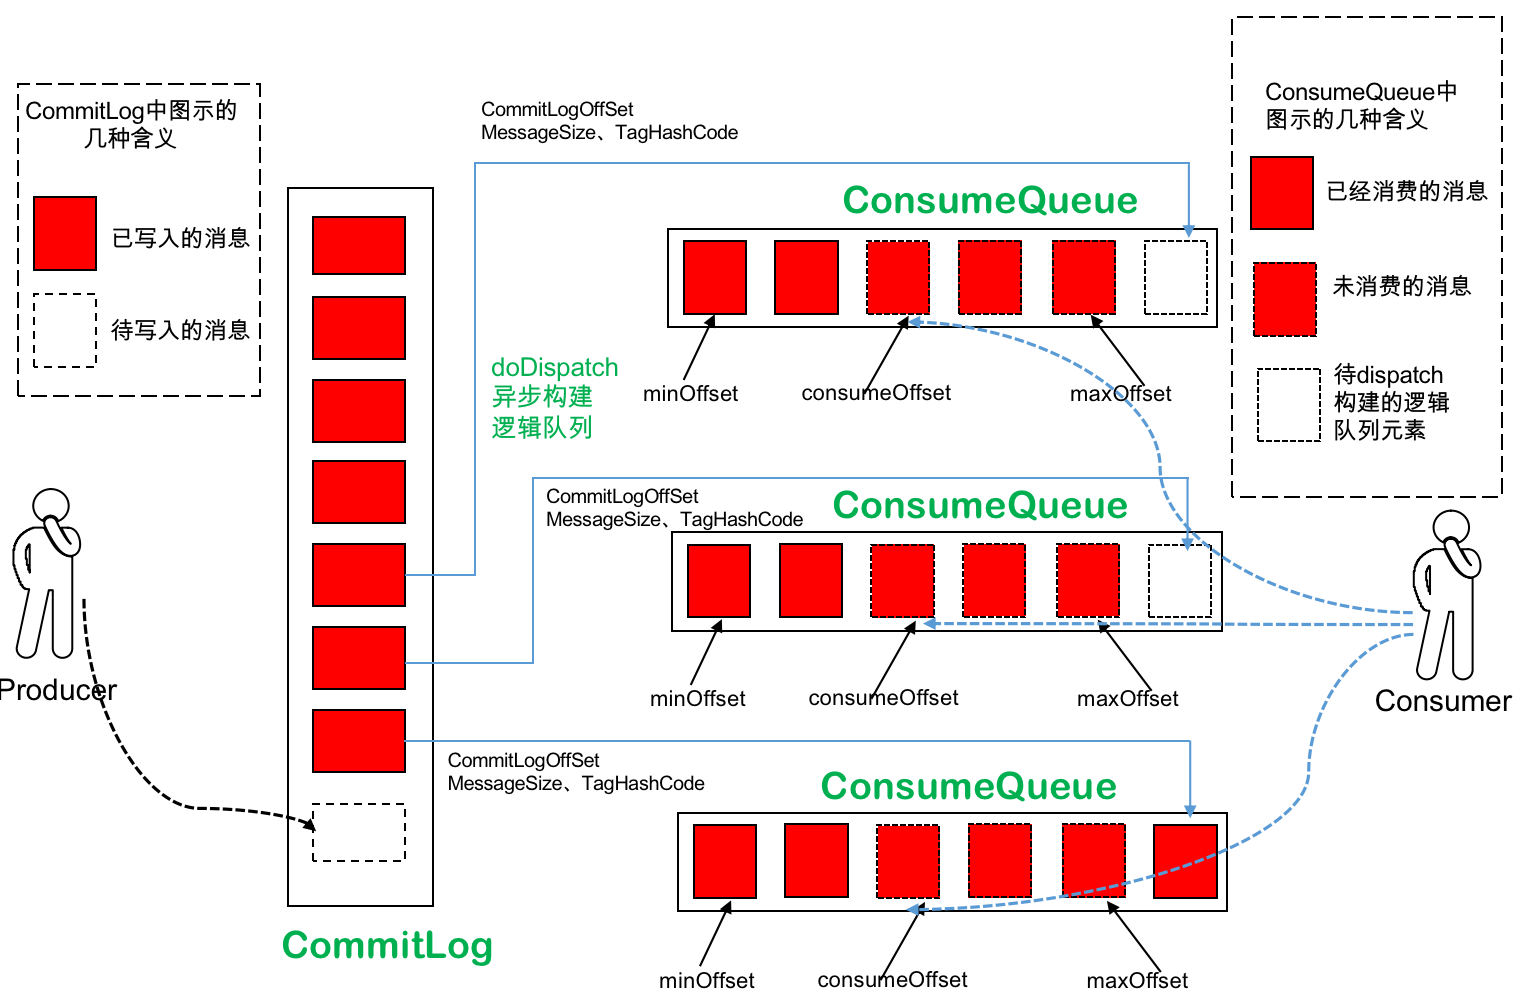 CommitLog中图示的
几种含义
已写入的消息
待写入的消息
CommitLogOffSet
MessageSize、TagHashCode
ConsumeQueue
minOffset
consumeOffset
maxOffset
doDispatch
异步构建
逻辑队列
ConsumeQueue中
图示的几种含义
已经消费的消息
未消费的消息
待dispatch
构建的逻辑
队列元素
CommitLogOffSet
MessageSize、TagHashCode
ConsumeQueue
minOffset
consumeOffset
maxOffset
Producer
Consumer
CommitLogOffSet
MessageSize、TagHashCode
ConsumeQueue
minOffset
consumeOffset
maxOffset
CommitLog